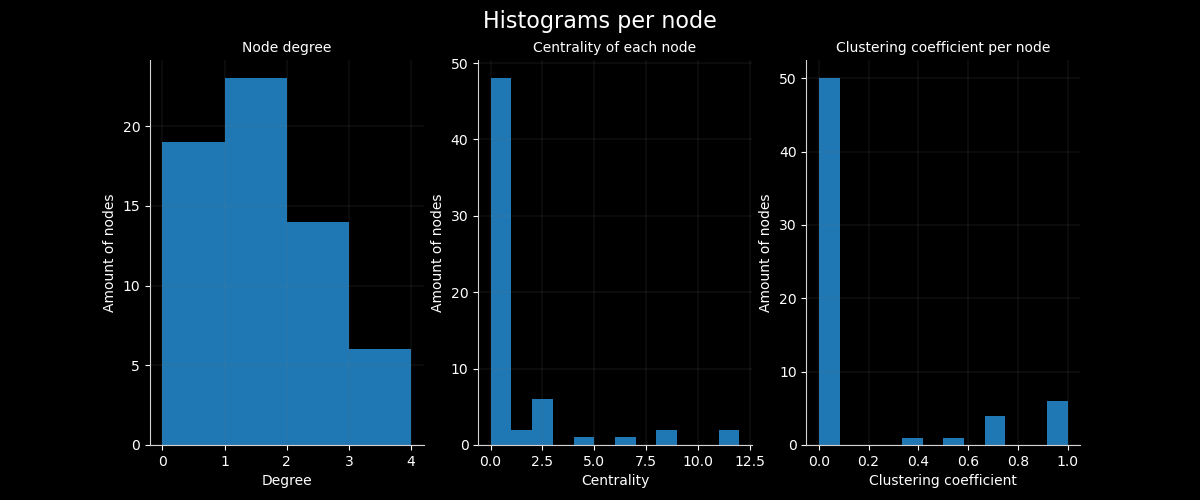 Histograms per node
Node degree
Amount of nodes
20
15
10
5
0
0 1 2 3 4
Degree
Centrality of each node
Amount of nodes
50
40
30
20
10
0
0.0 2.5 5.0 7.5 10.0 12.5
Centrality
Clustering coefficient per node
Amount of nodes
50
40
30
20
10
0
0.0 0.2 0.4 0.6 0.8 1.0
Clustering coefficient